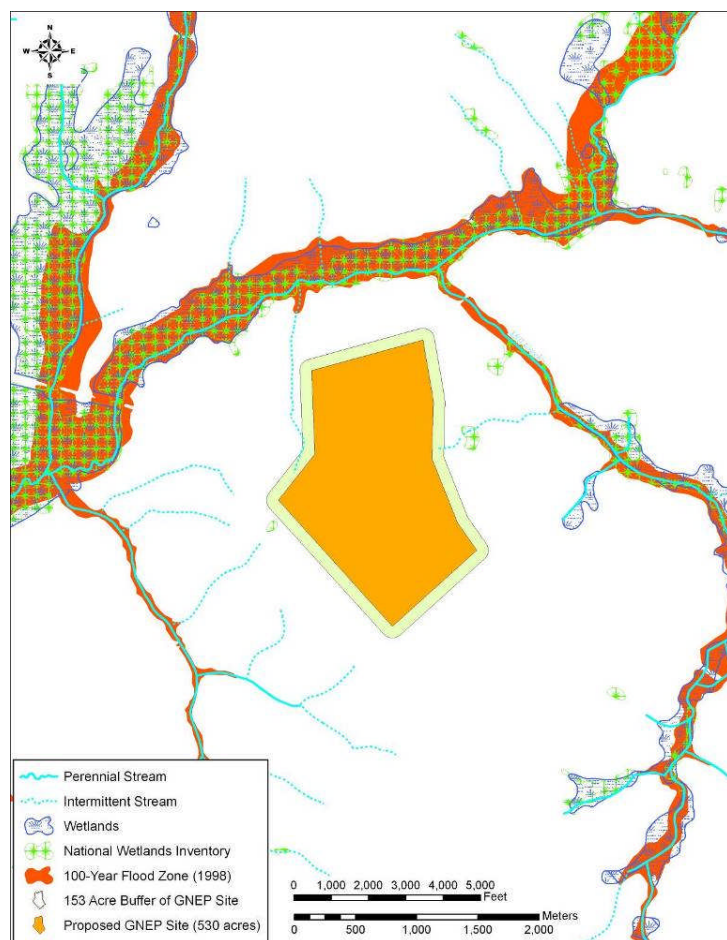 N
W E
S
Perennial Stream
Intermittent Stream
Wetlands
National Wetlands Inventory
100-Year Flood Zone (1998)
153 Acre Buffer of GNEP Site
Proposed GNEP Site (530 acres)
0 1,000 2,000 3,000 4,000 5,000
Feet
Meters
0 500 1,000 1,500 2,000